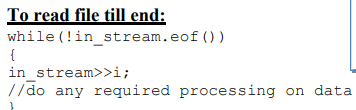 To read file till end:
while(!in_stream.eof())
{
in_stream>>i;
//do any required processing on data
}